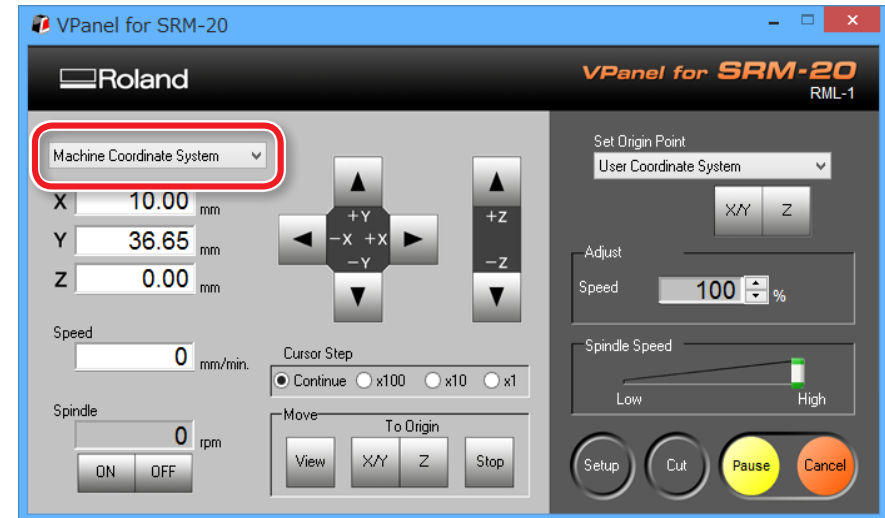 VPanel for SRM-20
Roland
VPanel for SRM-20
RML-1
Machine Coordinate System
X 10.00 mm
Y 36.65 mm
Z 0.00 mm
+Y
-X +X
-Y
+Z
-Z
Speed
0 mm/min.
Spindle
0 rpm
ON OFF
Cursor Step
Continue x100 x10 x1
Move
To Origin
View X/Y Z Stop
Set Origin Point
User Coordinate System
X/Y Z
Adjust
Speed 100 %
Spindle Speed
Low High
Setup Cut Pause Cancel